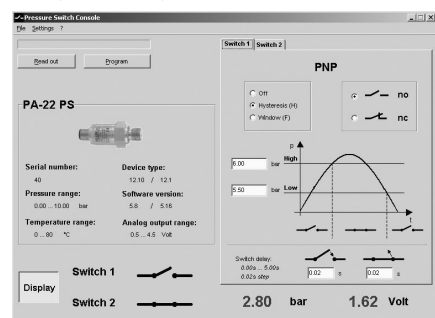 Pressure Switch Console
File Settings ?
Read out Program
PA-22 PS
Serial number: Device type:
40 12.10 / 12.1
Pressure range: Software version:
0.00 ... 10.00 bar 5.8 / 5.16
Temperature range: Analog output range:
0 ... 80 °C 0.5 ... 4.5 Volt
Display
Switch 1
Switch 2
Switch 1 Switch 2
PNP
Off
Hysteresis (H)
Window (F)
no
nc
p
6.00 bar High
5.50 bar Low
t
Switch delay:
0.00s ... 5.00s
0.02s step
0.02 s 0.02 s
2.80 bar 1.62 Volt